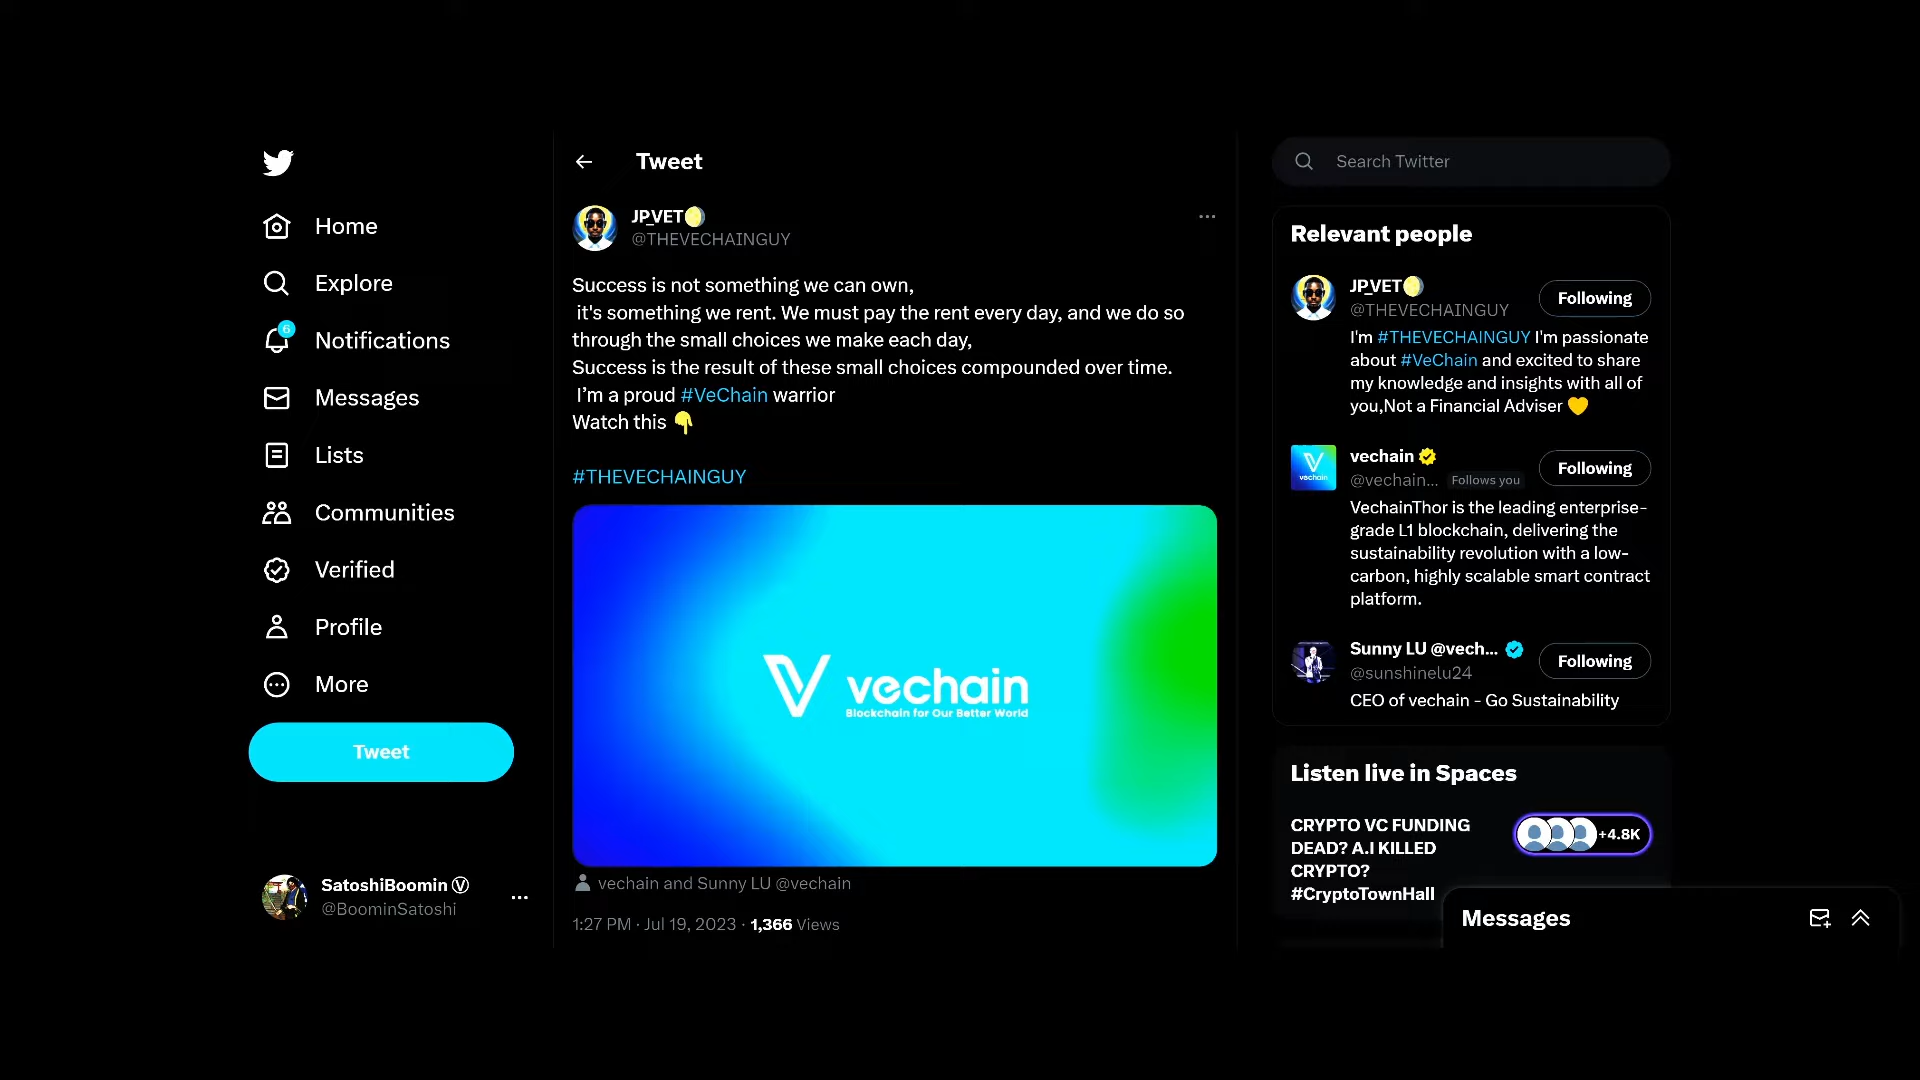 Home
Explore
6
Notifications
Messages
Lists
Communities
Verified
Profile
More
Tweet
SatoshiBoomin Ⓥ
@BoominSatoshi
Tweet
JP_VET🌖
@THEVECHAINGUY
Success is not something we can own,
it's something we rent. We must pay the rent every day, and we do so
through the small choices we make each day,
Success is the result of these small choices compounded over time.
I’m a proud #VeChain warrior
Watch this 👇
#THEVECHAINGUY
vechain
Blockchain for Our Better World
vechain and Sunny LU @vechain
1:27 PM · Jul 19, 2023 · 1,366 Views
Search Twitter
Relevant people
JP_VET🌖
@THEVECHAINGUY
Following
I'm #THEVECHAINGUY I'm passionate
about #VeChain and excited to share
my knowledge and insights with all of
you,Not a Financial Adviser 💛
vechain
vechain
@vechain... Follows you
Following
VechainThor is the leading enterprise-
grade L1 blockchain, delivering the
sustainability revolution with a low-
carbon, highly scalable smart contract
platform.
Sunny LU @vech...
@sunshinelu24
Following
CEO of vechain - Go Sustainability
Listen live in Spaces
CRYPTO VC FUNDING
DEAD? A.I KILLED
CRYPTO?
#CryptoTownHall
+4.8K
Messages